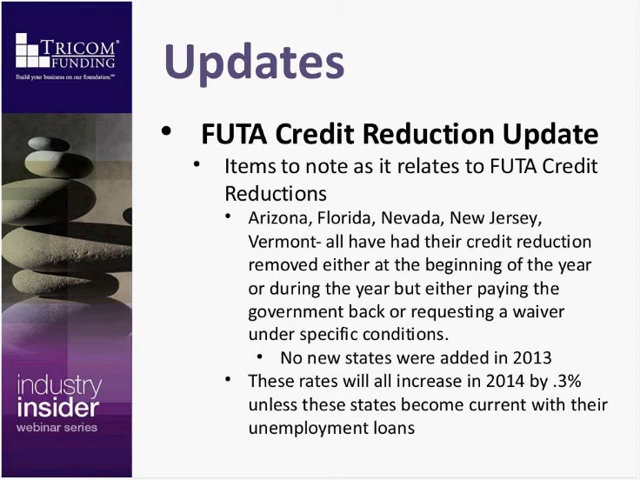 TRICOM®
FUNDING
Build your business on our foundation.℠
Updates
• FUTA Credit Reduction Update
• Items to note as it relates to FUTA Credit
Reductions
• Arizona, Florida, Nevada, New Jersey,
Vermont- all have had their credit reduction
removed either at the beginning of the year
or during the year but either paying the
government back or requesting a waiver
under specific conditions.
• No new states were added in 2013
• These rates will all increase in 2014 by .3%
unless these states become current with their
unemployment loans
industry
insider
webinar series